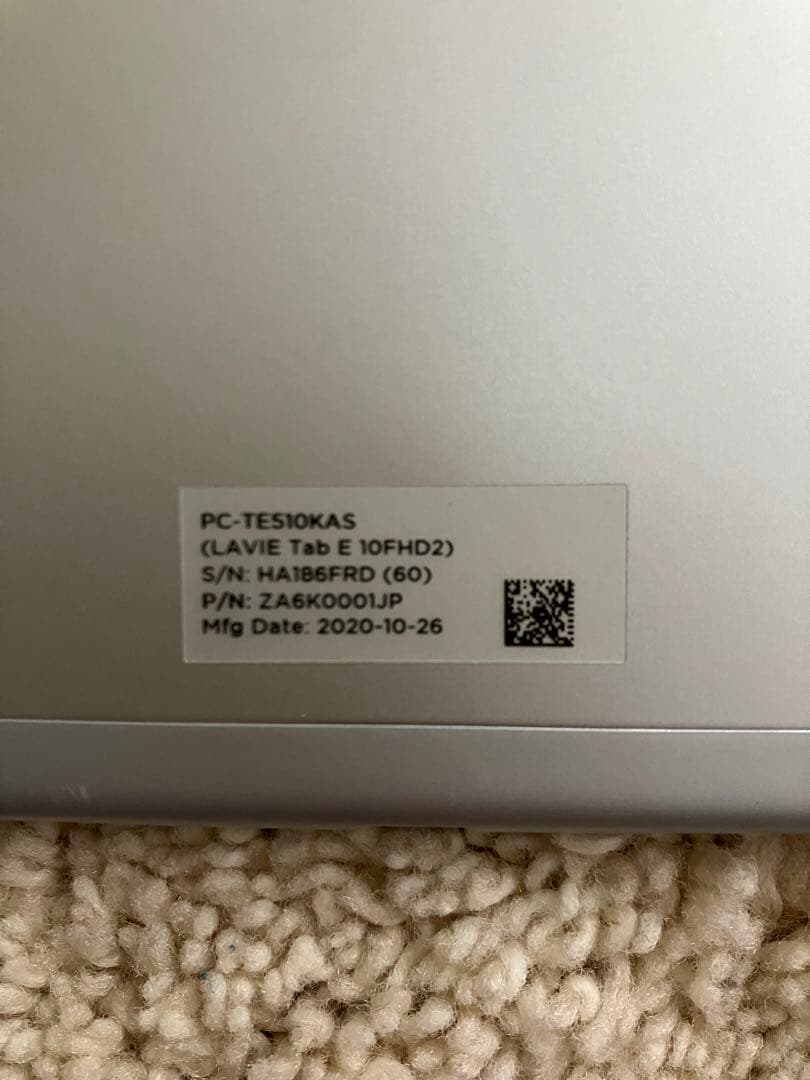 PC-TE510KAS
(LAVIE Tab E 10FHD2)
S/N: HA186FRD (60)
P/N: ZA6K0001JP
Mfg Date: 2020-10-26